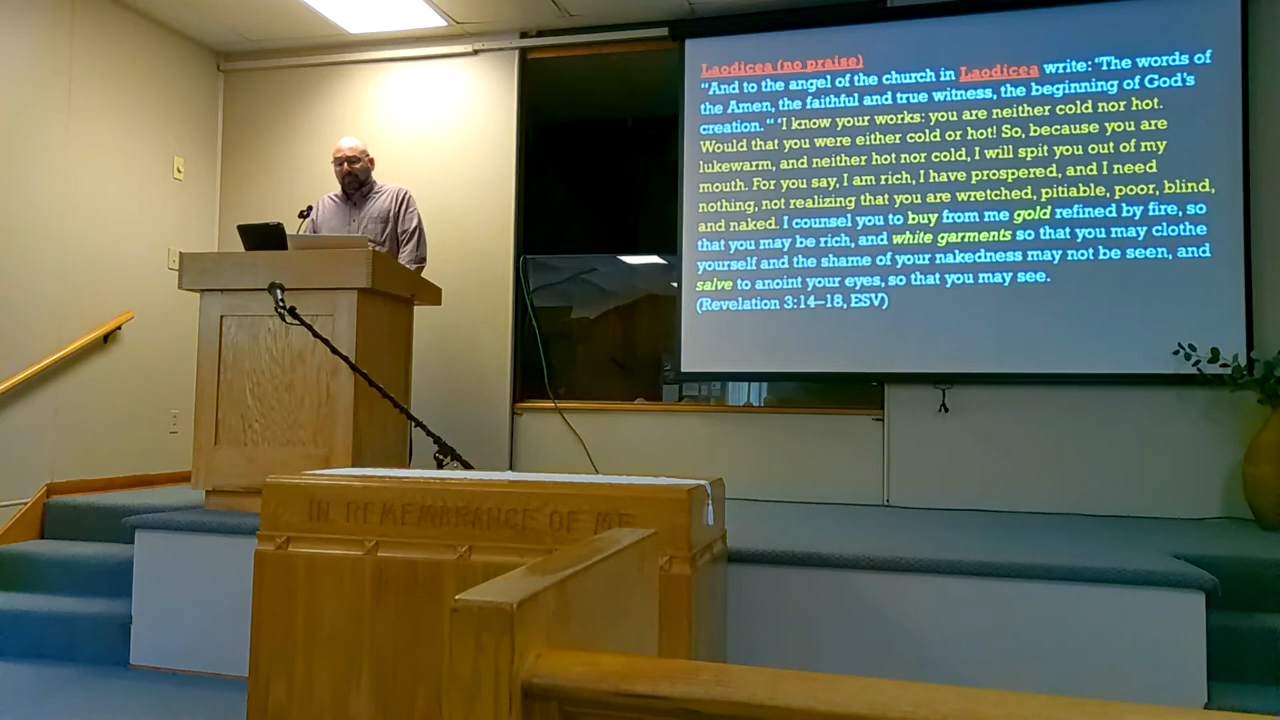 Laodicea (no praise)
“And to the angel of the church in Laodicea write: ‘The words of
the Amen, the faithful and true witness, the beginning of God’s
creation. “ ‘I know your works: you are neither cold nor hot.
Would that you were either cold or hot! So, because you are
lukewarm, and neither hot nor cold, I will spit you out of my
mouth. For you say, I am rich, I have prospered, and I need
nothing, not realizing that you are wretched, pitiable, poor, blind,
and naked. I counsel you to buy from me gold refined by fire, so
that you may be rich, and white garments so that you may clothe
yourself and the shame of your nakedness may not be seen, and
salve to anoint your eyes, so that you may see.
(Revelation 3:14–18, ESV)
IN REMEMBRANCE OF ME